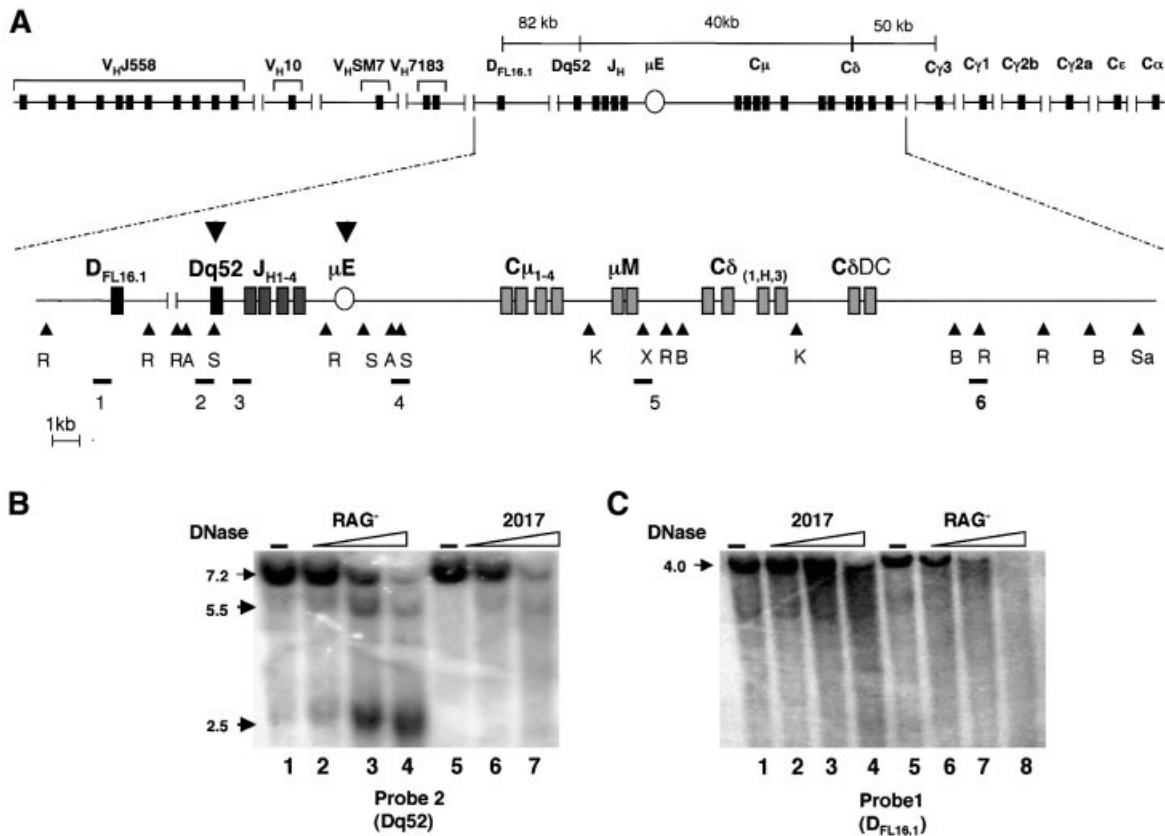 A
82 kb 40kb 50 kb
VHJ558 VH10 VHSM7 VH7183 DFL16.1 Dq52 JH μE Cμ Cδ Cγ3 Cγ1 Cγ2b Cγ2a Cε Cα
DFL16.1 Dq52 JH1-4 μE Cμ1-4 μM Cδ (1,H,3) CδDC
R R R A S R S A S K X R B K B R R B Sa
1 2 3 4 5 6
1kb
B
DNase RAG- 2017
7.2
5.5
2.5
1 2 3 4 5 6 7
Probe 2
(Dq52)
C
2017 RAG-
4.0
1 2 3 4 5 6 7 8
Probe1
(DFL16.1)